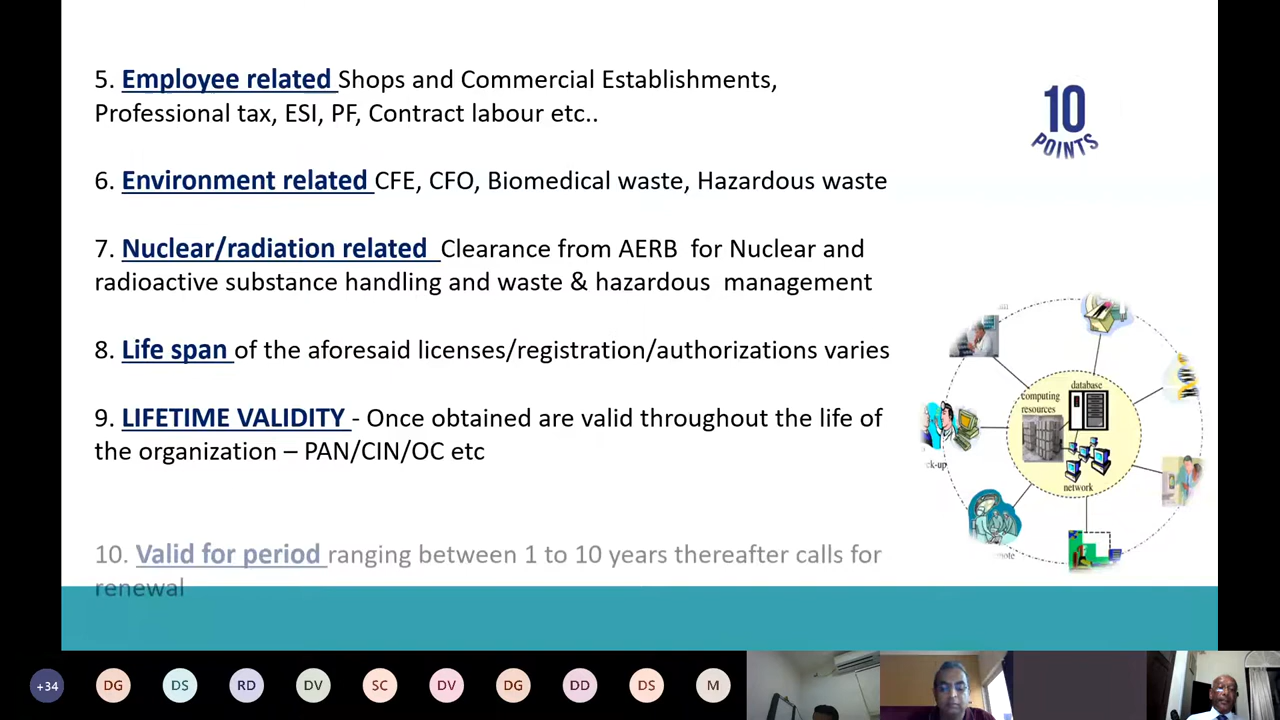 5. Employee related Shops and Commercial Establishments,
Professional tax, ESI, PF, Contract labour etc..
6. Environment related CFE, CFO, Biomedical waste, Hazardous waste
7. Nuclear/radiation related Clearance from AERB for Nuclear and
radioactive substance handling and waste & hazardous management
8. Life span of the aforesaid licenses/registration/authorizations varies
9. LIFETIME VALIDITY - Once obtained are valid throughout the life of
the organization – PAN/CIN/OC etc
10. Valid for period ranging between 1 to 10 years thereafter calls for
renewal
10
POINTS
database
computing
resources
network
+34 DG DS RD DV SC DV DG DD DS M